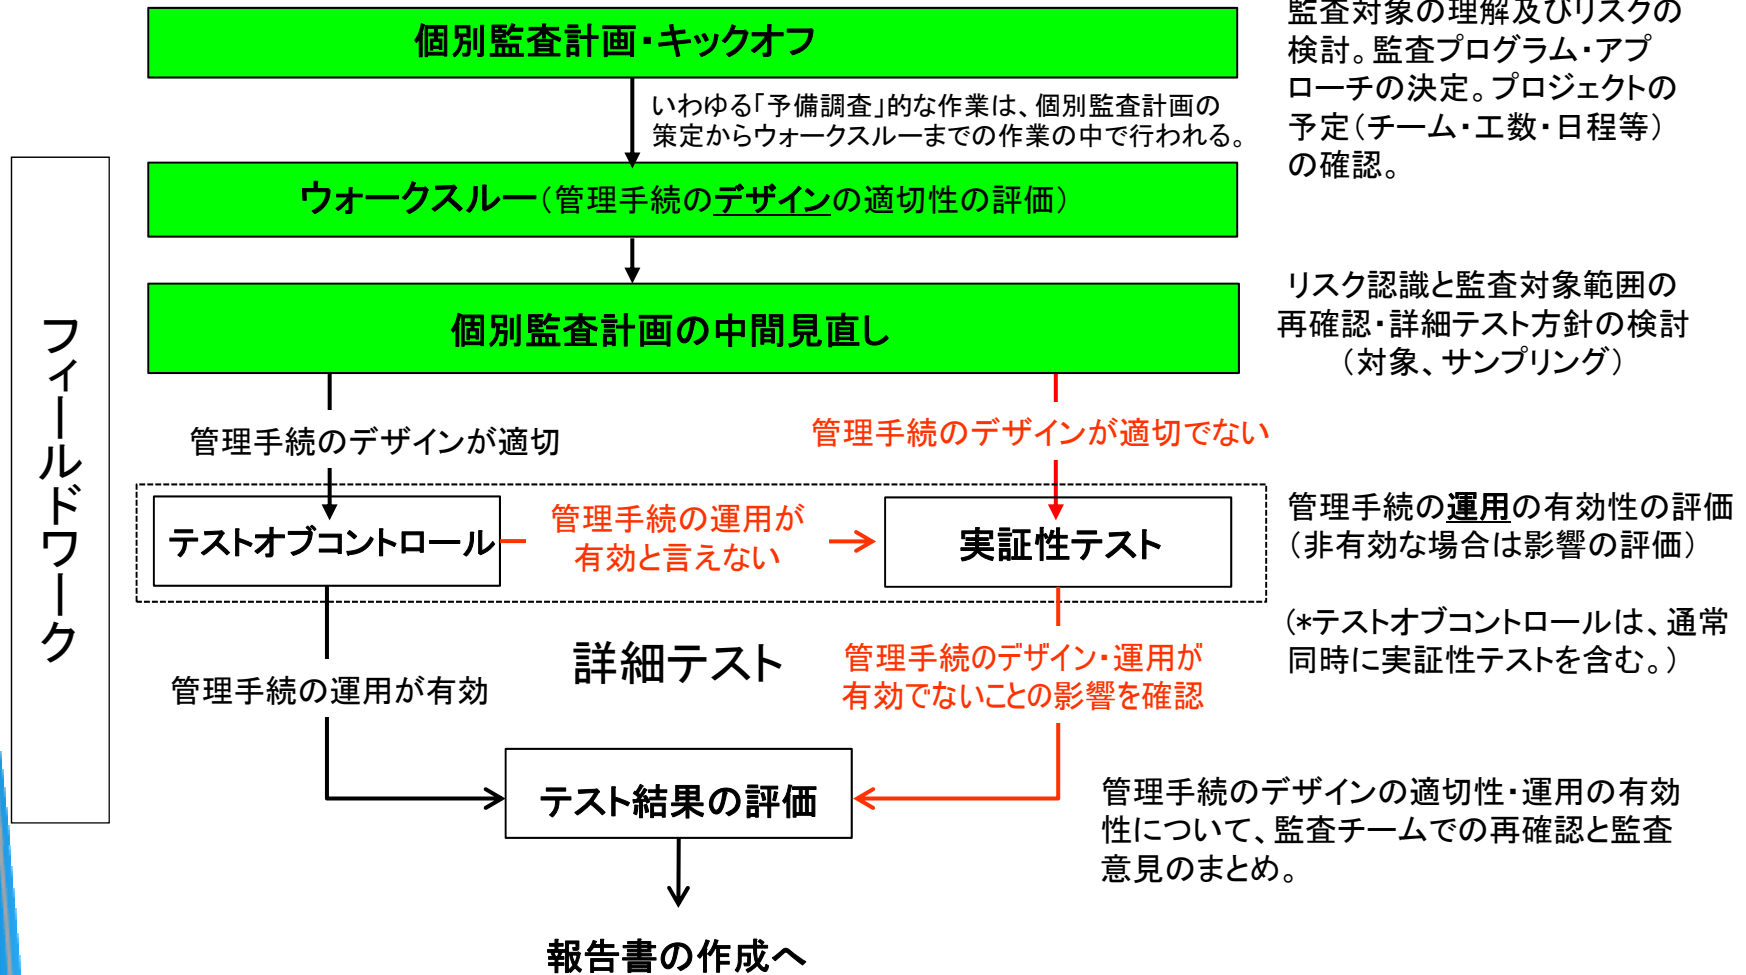 個別監査計画・キックオフ
監査対象の理解及びリスクの
検討。監査プログラム・アプ
ローチの決定。プロジェクトの
予定(チーム・工数・日程等)
の確認。
いわゆる「予備調査」的な作業は、個別監査計画の
策定からウォークスルーまでの作業の中で行われる。
フィールドワーク
ウォークスルー(管理手続のデザインの適切性の評価)
個別監査計画の中間見直し
リスク認識と監査対象範囲の
再確認・詳細テスト方針の検討
(対象、サンプリング)
管理手続のデザインが適切
管理手続のデザインが適切でない
テストオブコントロール
管理手続の運用が
有効と言えない
実証性テスト
管理手続の運用の有効性の評価
(非有効な場合は影響の評価)
(*テストオブコントロールは、通常
同時に実証性テストを含む。)
詳細テスト
管理手続の運用が有効
管理手続のデザイン・運用が
有効でないことの影響を確認
テスト結果の評価
管理手続のデザインの適切性・運用の有効
性について、監査チームでの再確認と監査
意見のまとめ。
報告書の作成へ